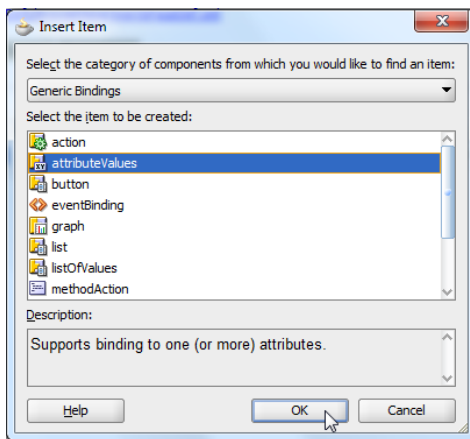 Insert Item
Select the category of components from which you would like to find an item:
Generic Bindings
Select the item to be created:
action
attributeValues
button
eventBinding
graph
list
listOfValues
methodAction
Description:
Supports binding to one (or more) attributes.
Help
OK
Cancel